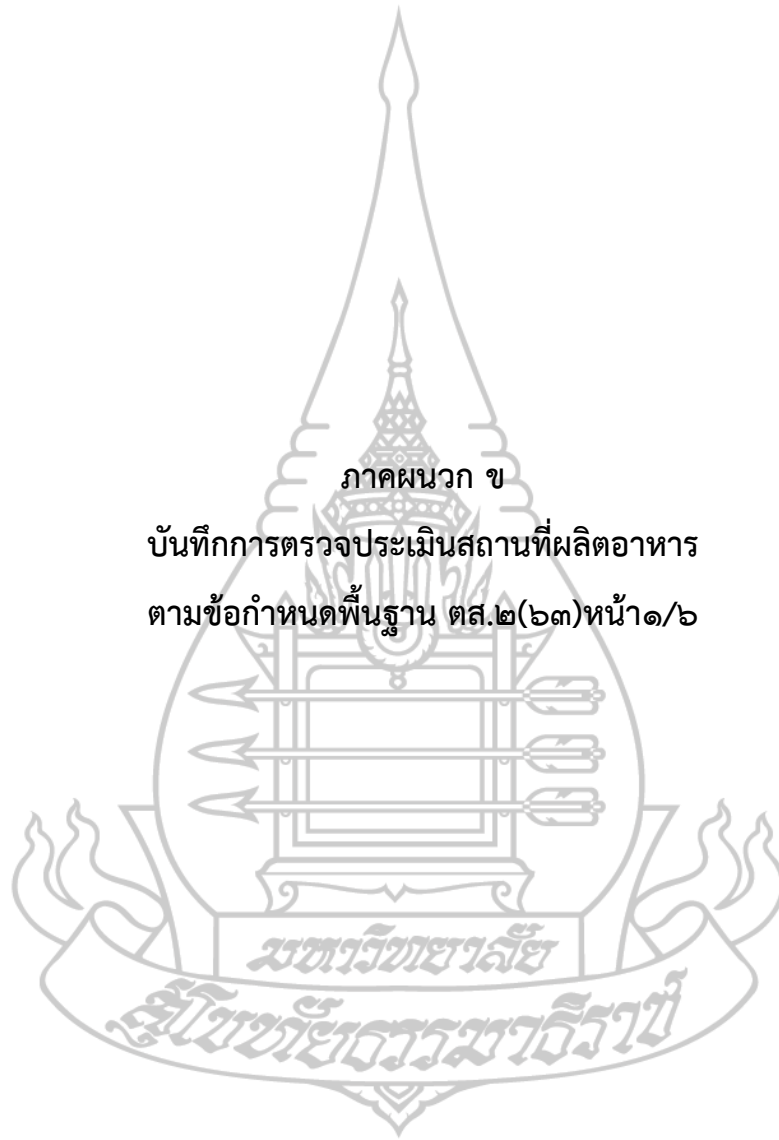 ภาคผนวก ข
บันทึกการตรวจประเมินสถานที่ผลิตอาหาร
ตามข้อกำหนดพื้นฐาน ตส.๒(๖๓)หน้า๑/๖
มหาวิทยาลัย
สุโขทัยธรรมาธิราช